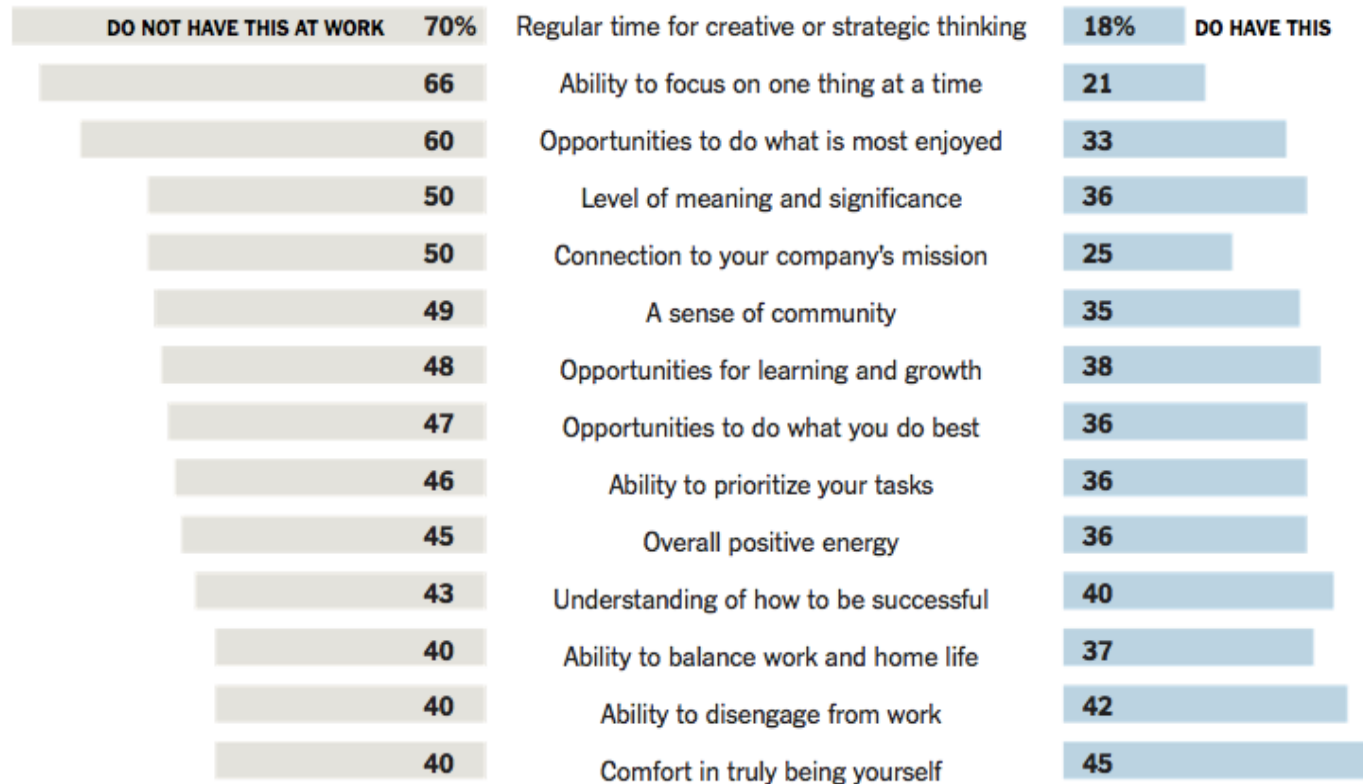 DO NOT HAVE THIS AT WORK 70% Regular time for creative or strategic thinking 18% DO HAVE THIS
66 Ability to focus on one thing at a time 21
60 Opportunities to do what is most enjoyed 33
50 Level of meaning and significance 36
50 Connection to your company's mission 25
49 A sense of community 35
48 Opportunities for learning and growth 38
47 Opportunities to do what you do best 36
46 Ability to prioritize your tasks 36
45 Overall positive energy 36
43 Understanding of how to be successful 40
40 Ability to balance work and home life 37
40 Ability to disengage from work 42
40 Comfort in truly being yourself 45